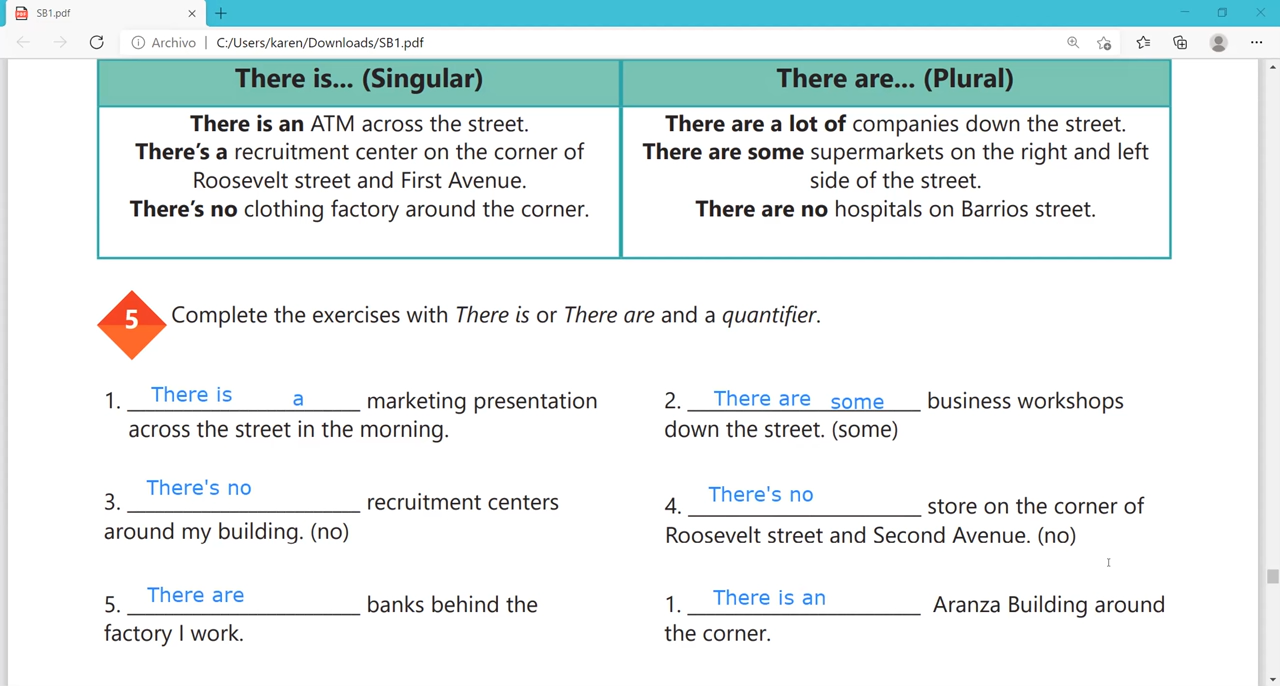 SB1.pdf
Archivo | C:/Users/karen/Downloads/SB1.pdf
There is... (Singular)
There are... (Plural)
There is an ATM across the street.
There's a recruitment center on the corner of
Roosevelt street and First Avenue.
There's no clothing factory around the corner.
There are a lot of companies down the street.
There are some supermarkets on the right and left
side of the street.
There are no hospitals on Barrios street.
5 Complete the exercises with There is or There are and a quantifier.
1. There is a marketing presentation
across the street in the morning.
2. There are some business workshops
down the street. (some)
3. There's no recruitment centers
around my building. (no)
4. There's no store on the corner of
Roosevelt street and Second Avenue. (no)
5. There are banks behind the
factory I work.
1. There is an Aranza Building around
the corner.